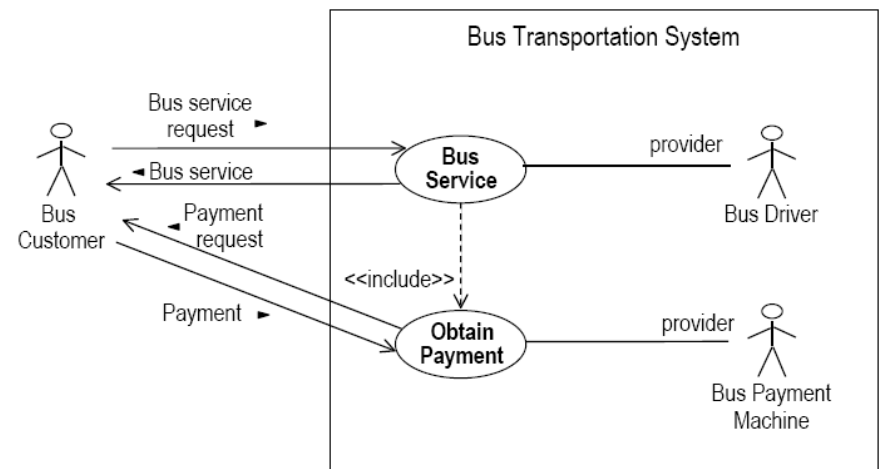 Bus Transportation System
Bus service
request ►
◄ Bus service
Bus
Customer
◄ Payment
request
Payment ►
Bus
Service
provider
Bus Driver
<<include>>
Obtain
Payment
provider
Bus Payment
Machine